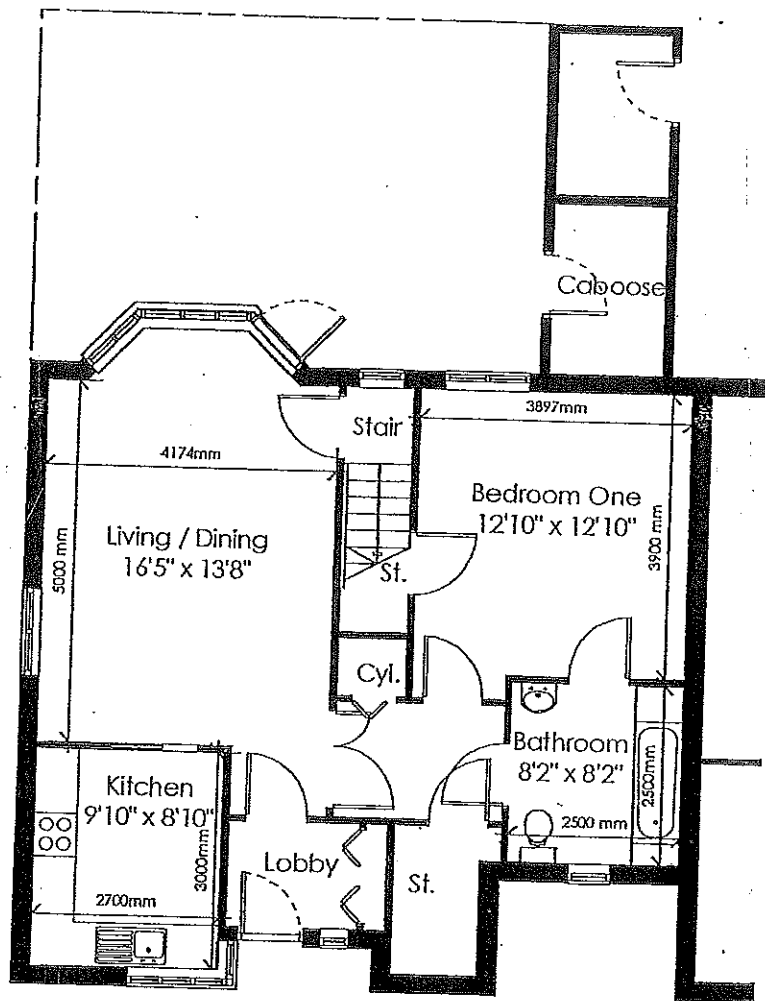 Caboose
3897mm
Stair
4174mm
Bedroom One
12'10" x 12'10"
3900 mm
Living / Dining
16'5" x 13'8"
5000 mm
St.
Cyl.
Bathroom
8'2" x 8'2"
2500mm
2500 mm
Kitchen
9'10" x 8'10"
3000mm
Lobby
St.
2700mm